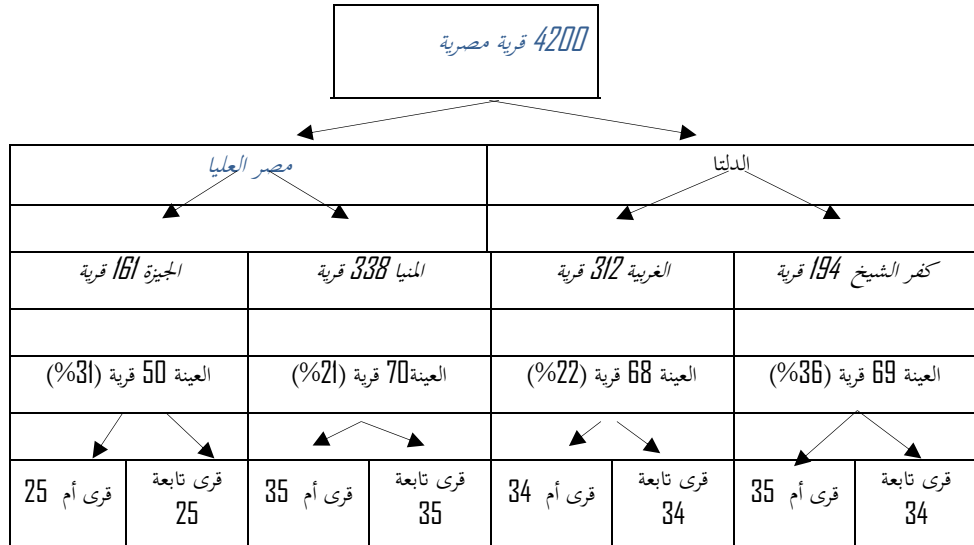 4200 قرية مصرية
الدلتا
مصر العليا
كفر الشيخ 194 قرية
الغربية 312 قرية
المنيا 338 قرية
الجيزة 161 قرية
العينة 69 قرية (36%)
العينة 68 قرية (22%)
العينة70 قرية (21%)
العينة 50 قرية (31%)
قرى تابعة
34
قرى أم 35
قرى تابعة
34
قرى أم 34
قرى تابعة
35
قرى أم 35
قرى تابعة
25
قرى أم 25